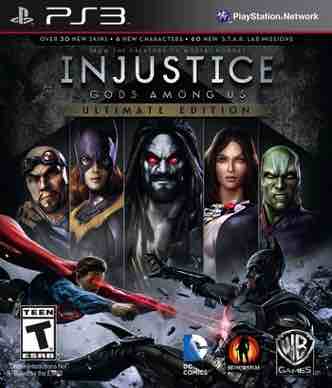 PS3
PlayStation.Network
OVER 30 NEW SKINS • 6 NEW CHARACTERS • 60 NEW S.T.A.R. LAB MISSIONS
FROM THE CREATORS OF MORTAL KOMBAT
INJUSTICE
GODS AMONG US
ULTIMATE EDITION
TEEN
T
ESRB
DC
COMICS
NETHERREALM
WB
GAMES